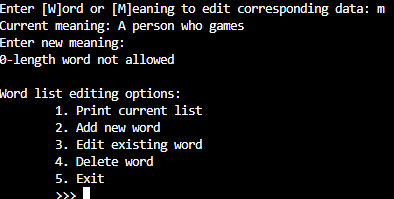 Enter [W]ord or [M]eaning to edit corresponding data: m
Current meaning: A person who games
Enter new meaning:
0-length word not allowed
Word list editing options:
1. Print current list
2. Add new word
3. Edit existing word
4. Delete word
5. Exit
>>>